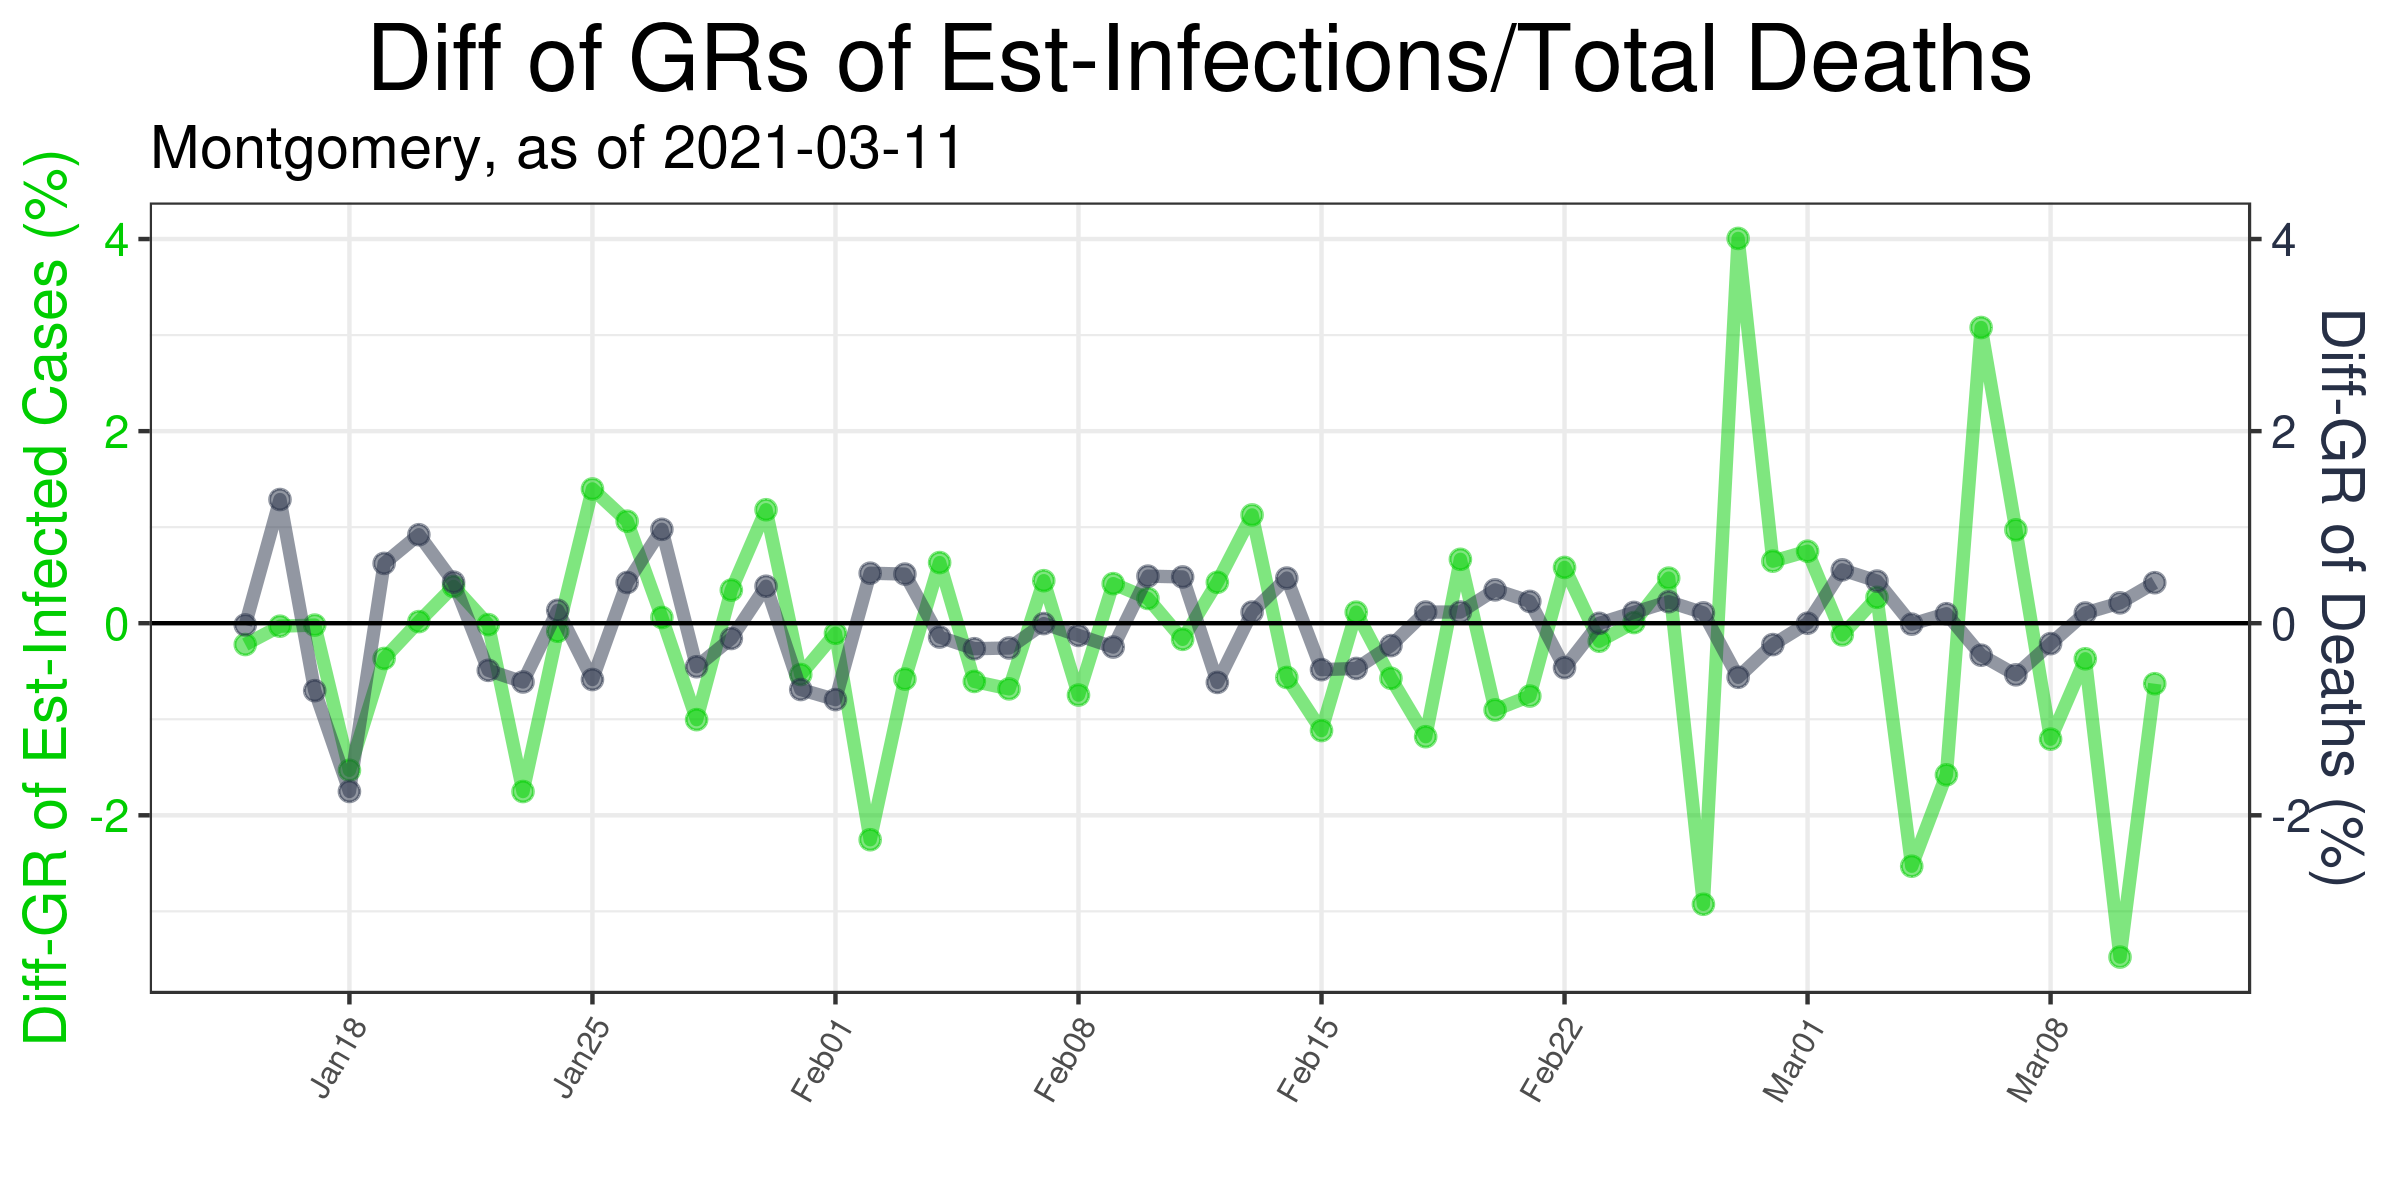 Diff of GRs of Est-Infections/Total Deaths
Montgomery, as of 2021-03-11
Diff-GR of Est-Infected Cases (%)
4
2
0
-2
4
2
0
-2
Diff-GR of Deaths (%)
Jan18
Jan25
Feb01
Feb08
Feb15
Feb22
Mar01
Mar08